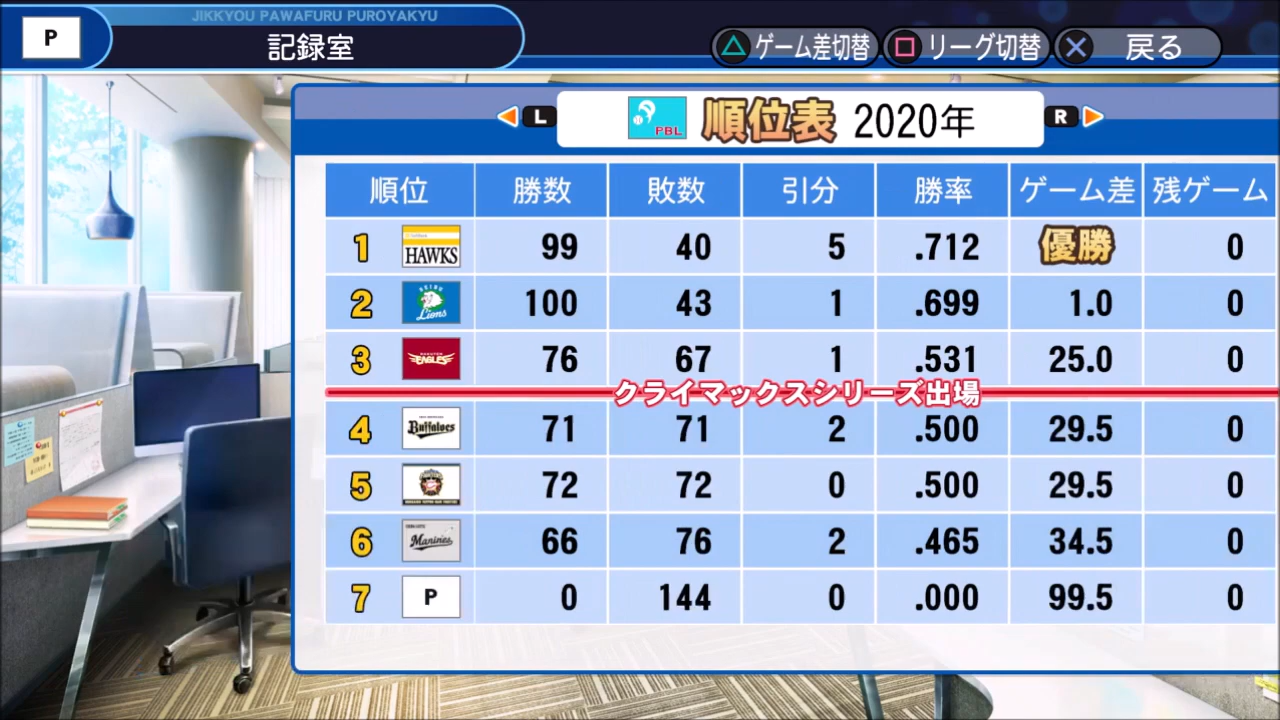 JIKKYOU PAWAFURU PUROYAKYU
P 記録室 ゲーム差切替 リーグ切替 戻る
L PBL 順位表 2020年 R
順位 勝数 敗数 引分 勝率 ゲーム差 残ゲーム
1 HAWKS 99 40 5 .712 優勝 0
2 Lions 100 43 1 .699 1.0 0
3 EAGLES 76 67 1 .531 25.0 0
クライマックスシリーズ出場
4 Buffaloes 71 71 2 .500 29.5 0
5 72 72 0 .500 29.5 0
6 Marines 66 76 2 .465 34.5 0
7 P 0 144 0 .000 99.5 0